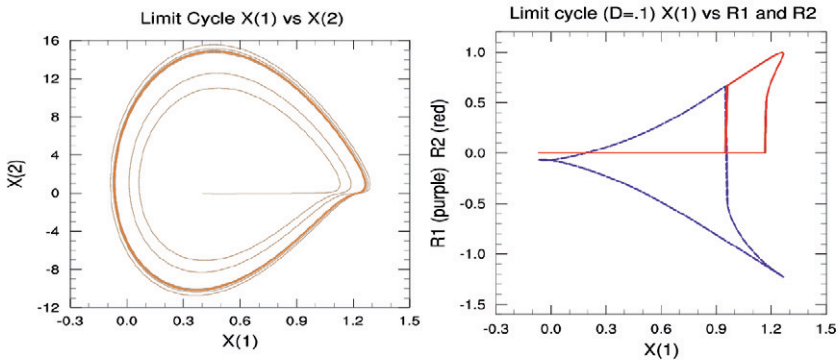 Limit Cycle X(1) vs X(2)
16
12
8
4
0
-4
-8
-12
X(2)
-0.3 0.0 0.3 0.6 0.9 1.2 1.5
X(1)
Limit cycle (D=.1) X(1) vs R1 and R2
1.0
0.5
0.0
-0.5
-1.0
-1.5
R1 (purple) R2 (red)
-0.3 0.0 0.3 0.6 0.9 1.2 1.5
X(1)